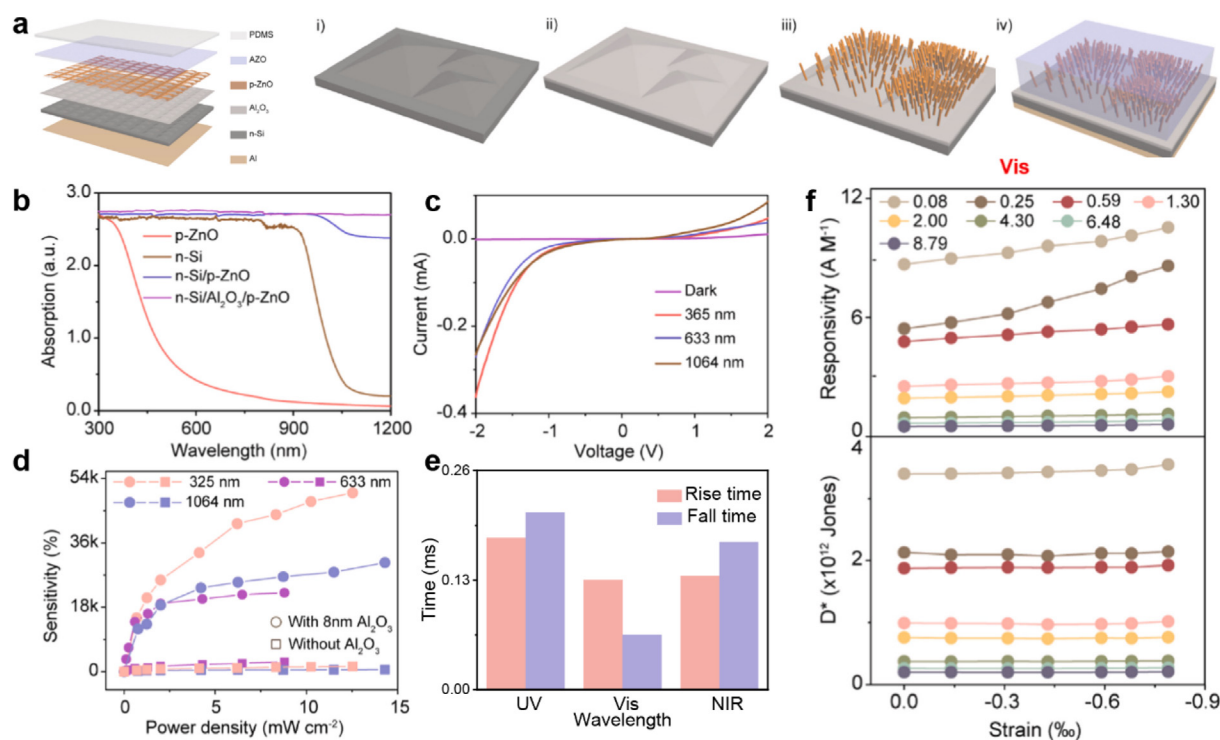 a
PDMS
AZO
p-ZnO
Al₂O₃
n-Si
Al
i)
ii)
iii)
iv)
Vis
b
3.0
2.0
1.0
0.0
Absorption (a.u.)
p-ZnO
n-Si
n-Si/p-ZnO
n-Si/Al₂O₃/p-ZnO
300
600
900
1200
Wavelength (nm)
c
0.0
-0.2
-0.4
Current (mA)
Dark
365 nm
633 nm
1064 nm
-2
-1
0
1
2
Voltage (V)
d
54k
36k
18k
0
Sensitivity (%)
325 nm
633 nm
1064 nm
With 8nm Al₂O₃
Without Al₂O₃
0
5
10
15
Power density (mW cm⁻²)
e
0.26
0.13
0.00
Time (ms)
Rise time
Fall time
UV
Vis
NIR
Wavelength
f
12
6
0
Responsivity (A M⁻¹)
0.08
0.25
0.59
1.30
2.00
4.30
6.48
8.79
4
2
0
D* (x10¹² Jones)
0.0
-0.3
-0.6
-0.9
Strain (‰)